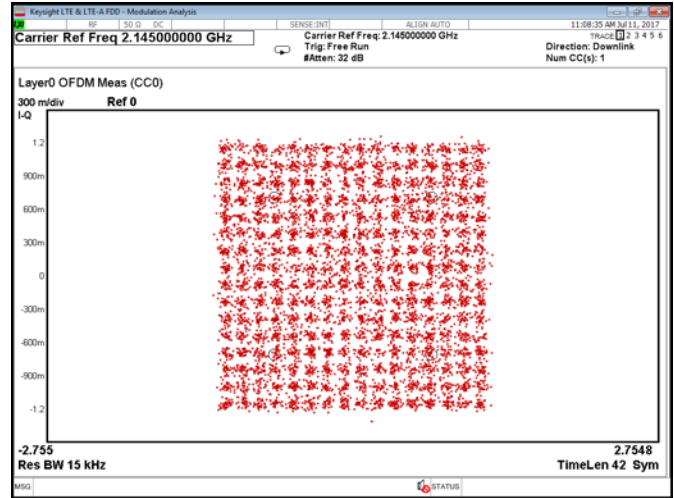 Keysight LTE & LTE-A FDD - Modulation Analysis
RF 50 Ω DC SENSE:INT ALIGN AUTO 11:08:35 AM Jul 11, 2017
Carrier Ref Freq 2.145000000 GHz Carrier Ref Freq: 2.145000000 GHz TRACE 1 2 3 4 5 6
Trig: Free Run Direction: Downlink
#Atten: 32 dB Num CC(s): 1
Layer0 OFDM Meas (CC0)
300 m/div Ref 0
I-Q
1.2
900m
600m
300m
0
-300m
-600m
-900m
-1.2
-2.755 2.7548
Res BW 15 kHz TimeLen 42 Sym
MSG STATUS